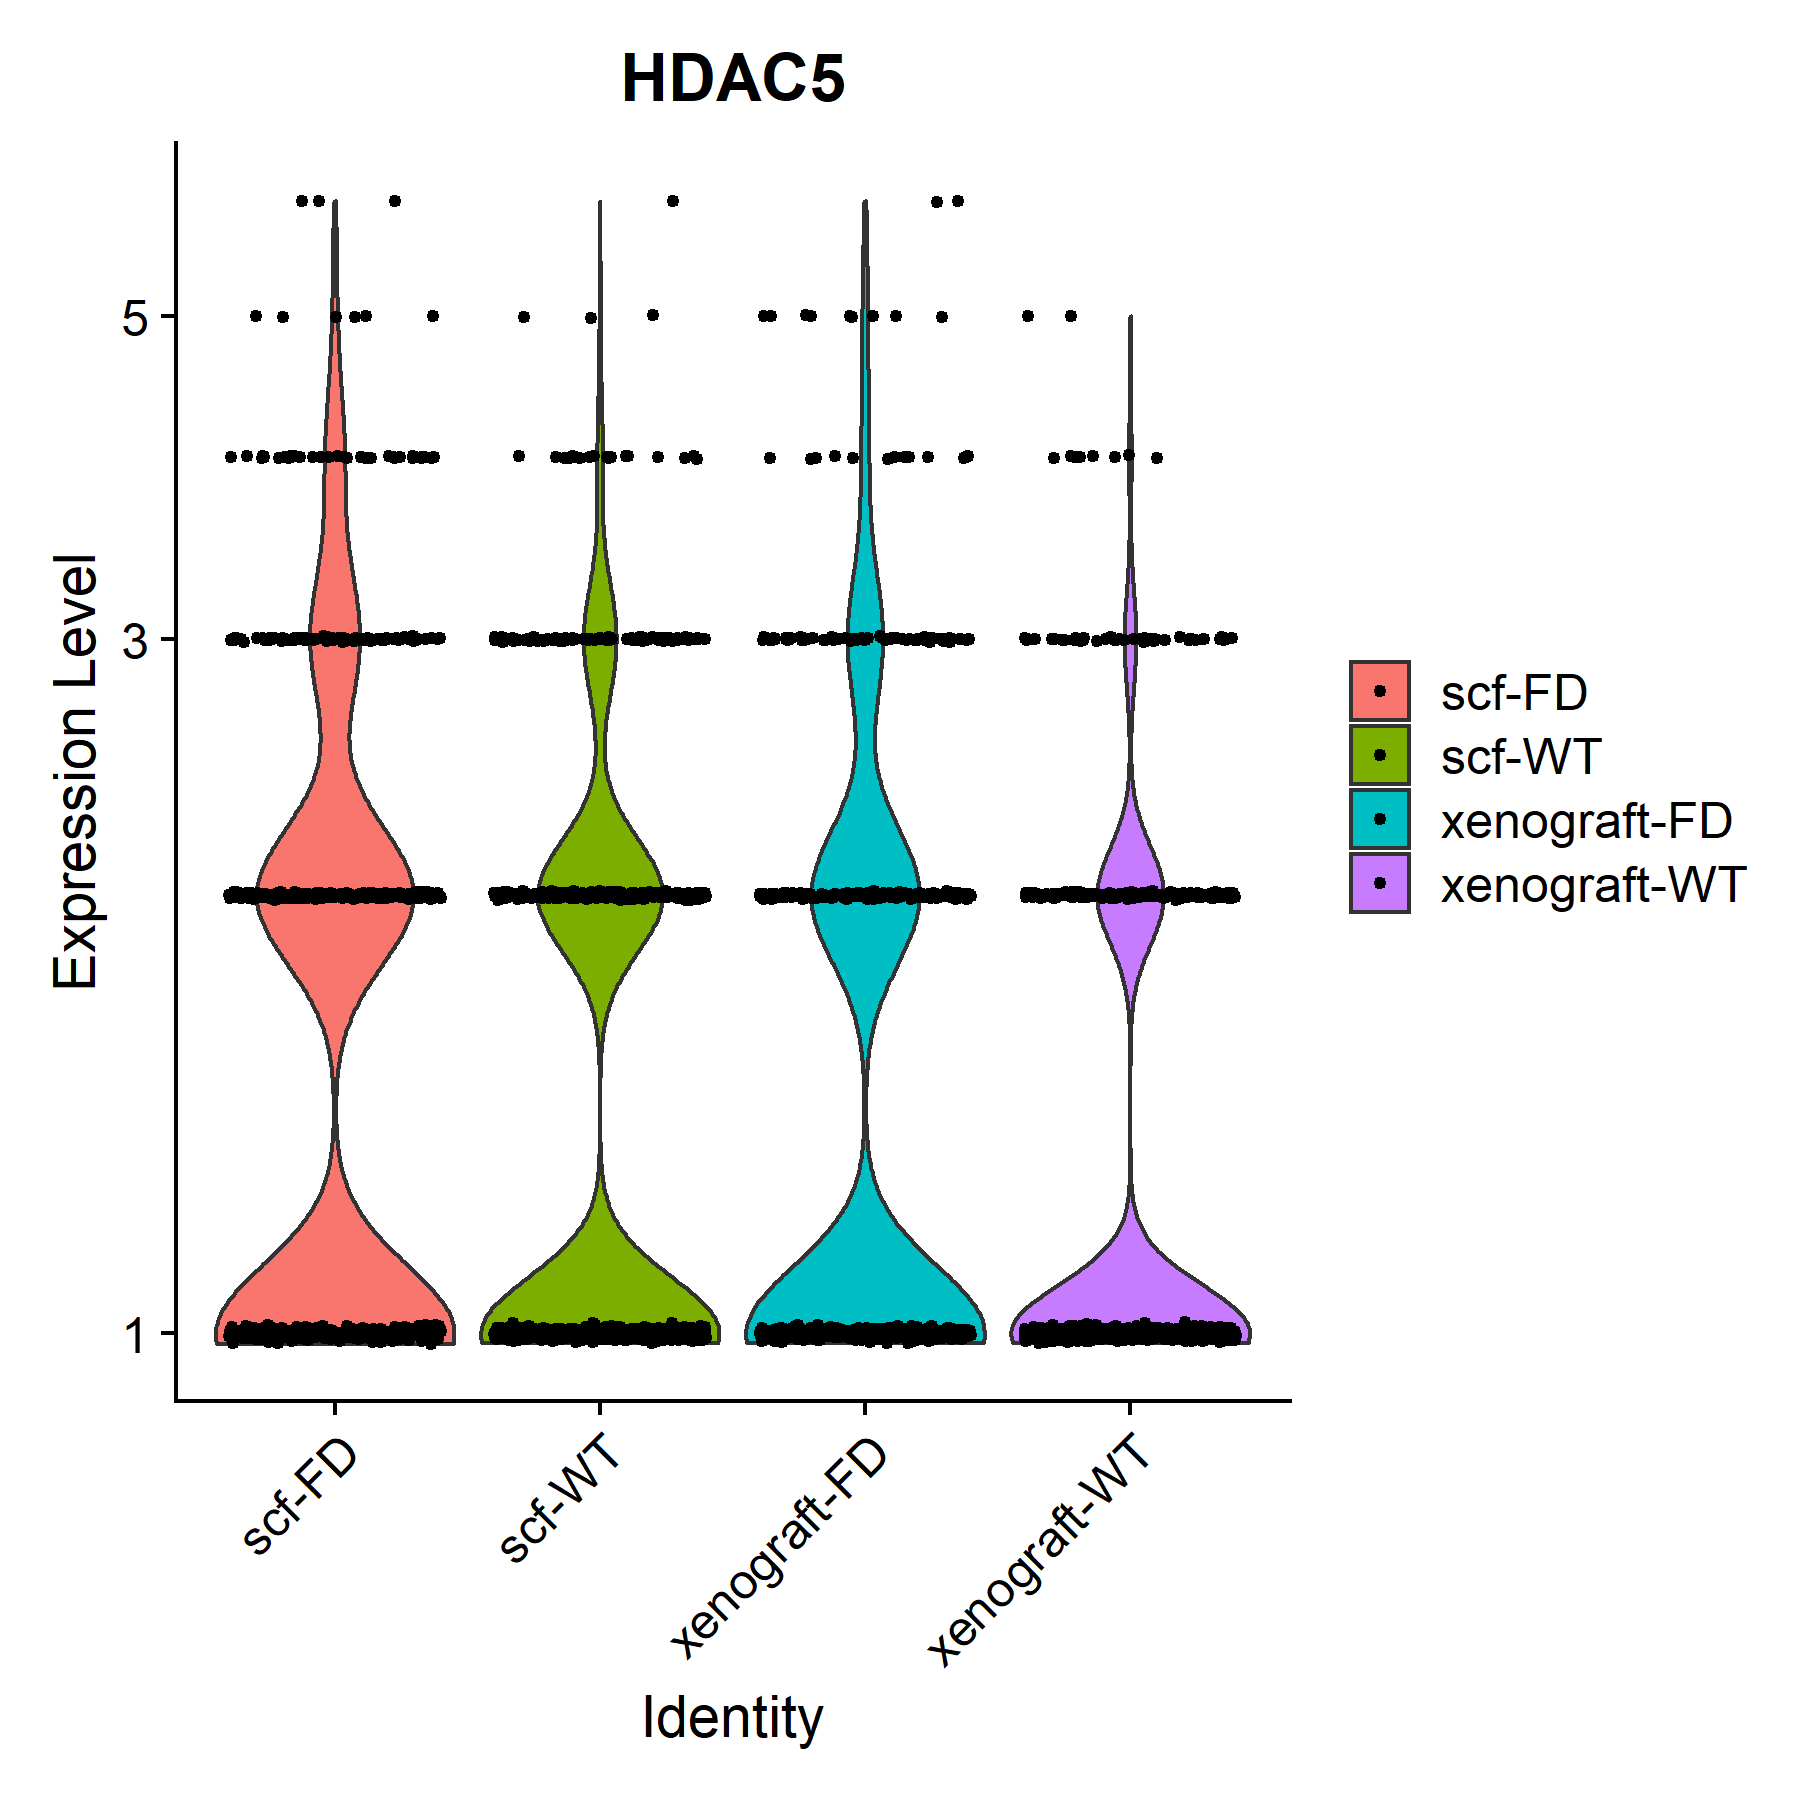 HDAC5
Expression Level
5
3
1
scf-FD
scf-WT
xenograft-FD
xenograft-WT
Identity
scf-FD
scf-WT
xenograft-FD
xenograft-WT